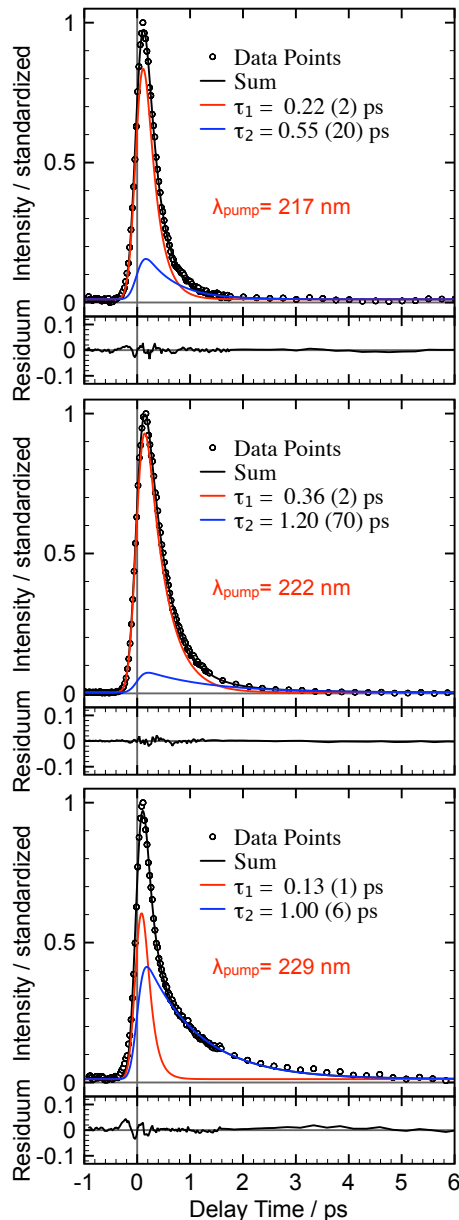 Intensity / standardized
1
0.5
0
Data Points
Sum
τ1 = 0.22 (2) ps
τ2 = 0.55 (20) ps
λpump= 217 nm
Residuum
0.1
0
-0.1
Intensity / standardized
1
0.5
0
Data Points
Sum
τ1 = 0.36 (2) ps
τ2 = 1.20 (70) ps
λpump= 222 nm
Residuum
0.1
0
-0.1
Intensity / standardized
1
0.5
0
Data Points
Sum
τ1 = 0.13 (1) ps
τ2 = 1.00 (6) ps
λpump= 229 nm
Residuum
0.1
0
-0.1
-1 0 1 2 3 4 5 6
Delay Time / ps